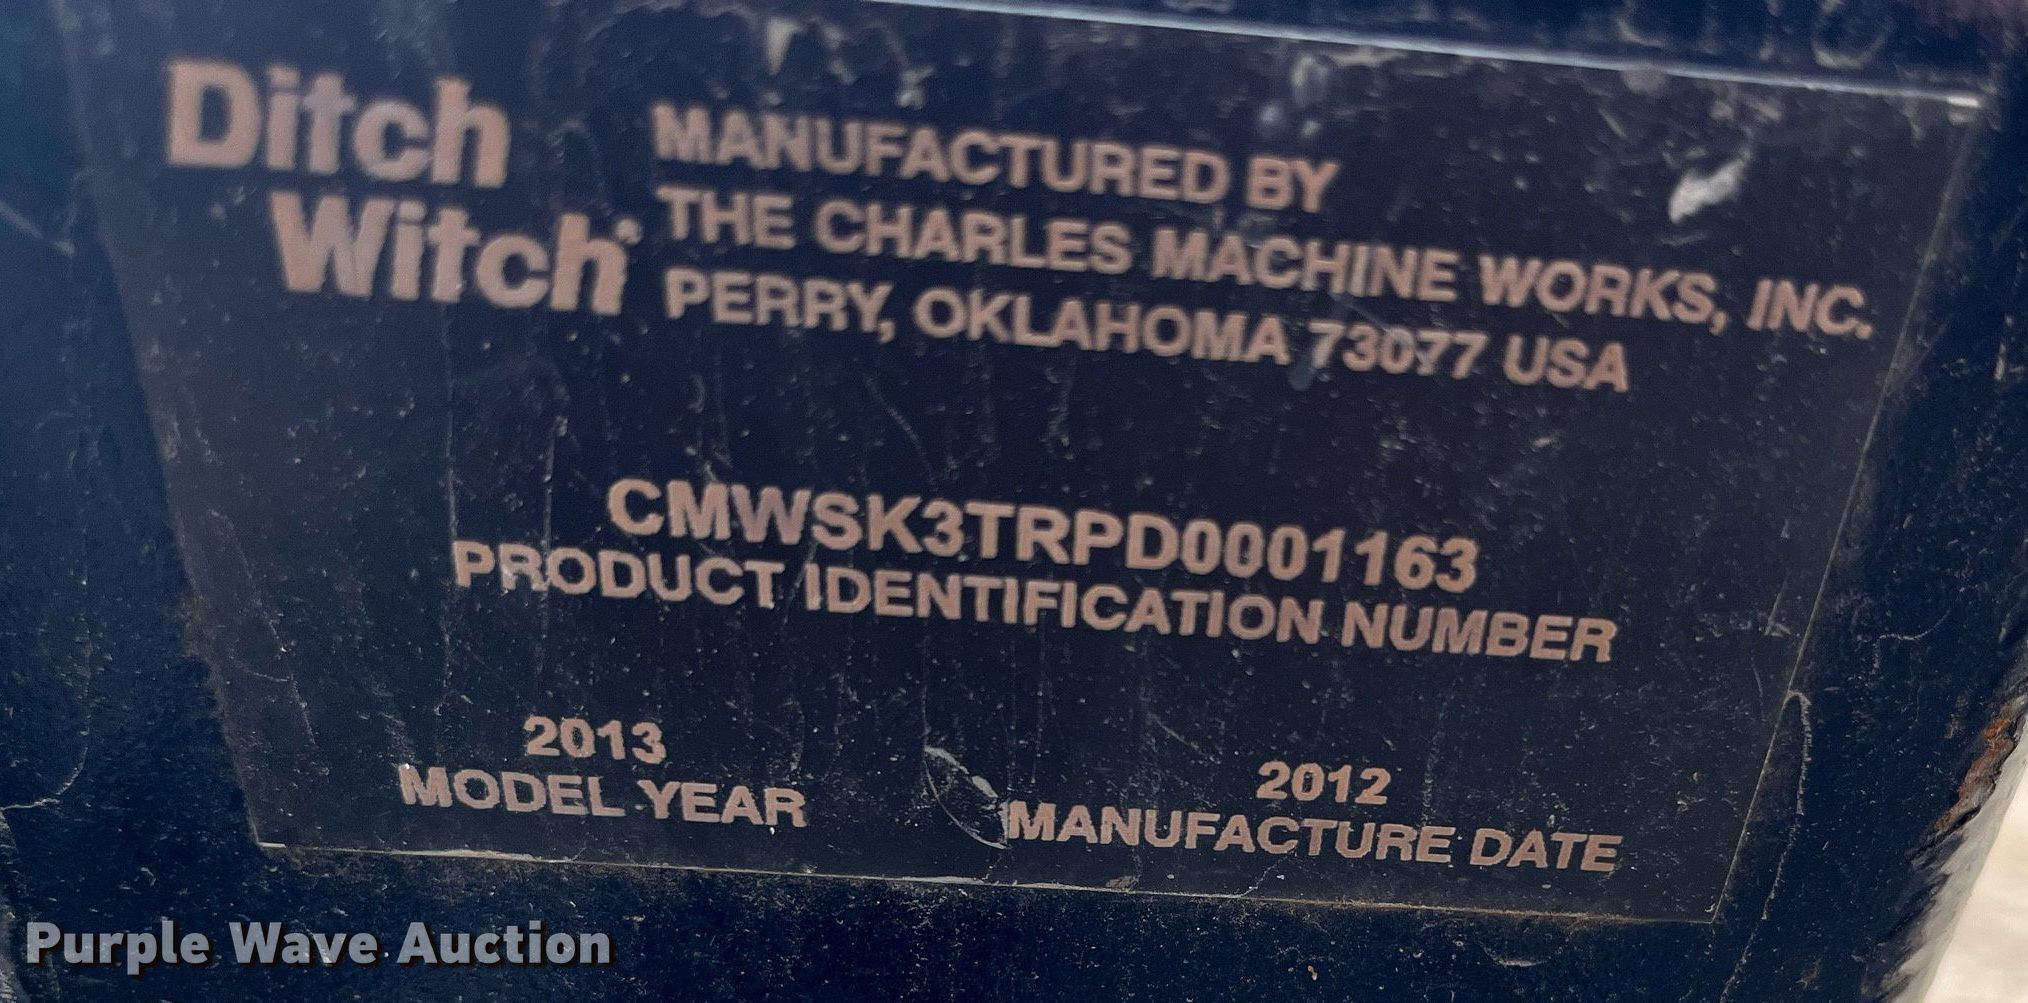 Ditch
Witch®
MANUFACTURED BY
THE CHARLES MACHINE WORKS, INC.
PERRY, OKLAHOMA 73077 USA
CMWSK3TRPD0001163
PRODUCT IDENTIFICATION NUMBER
2013
MODEL YEAR
2012
MANUFACTURE DATE
Purple Wave Auction